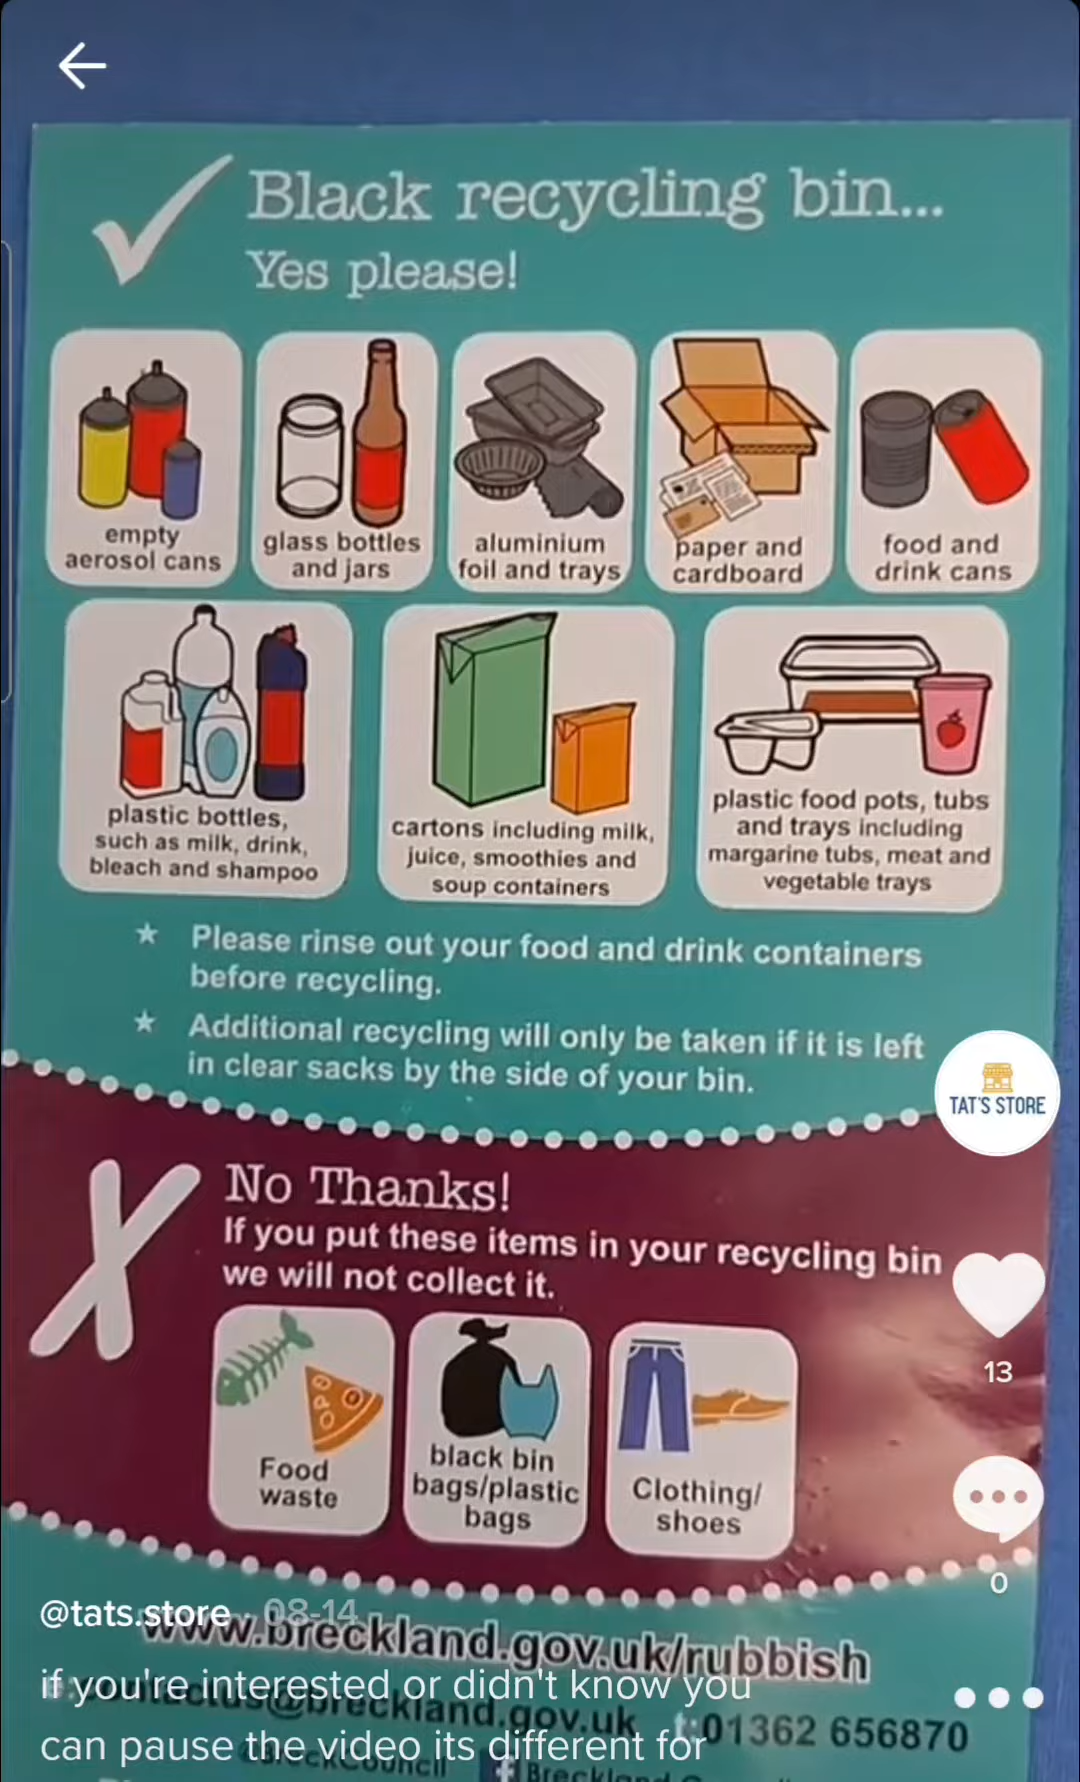 Black recycling bin...
Yes please!
empty
aerosol cans
glass bottles
and jars
aluminium
foil and trays
paper and
cardboard
food and
drink cans
plastic bottles,
such as milk, drink,
bleach and shampoo
cartons including milk,
juice, smoothies and
soup containers
plastic food pots, tubs
and trays including
margarine tubs, meat and
vegetable trays
★ Please rinse out your food and drink containers
before recycling.
★ Additional recycling will only be taken if it is left
in clear sacks by the side of your bin.
TAT'S STORE
No Thanks!
If you put these items in your recycling bin
we will not collect it.
13
Food
waste
black bin
bags/plastic
bags
Clothing/
shoes
0
@tats.store · 08-14
www.breckland.gov.uk/rubbish
if you're interested or didn't know you
contactus@breckland.gov.uk t:01362 656870
can pause the video its different for